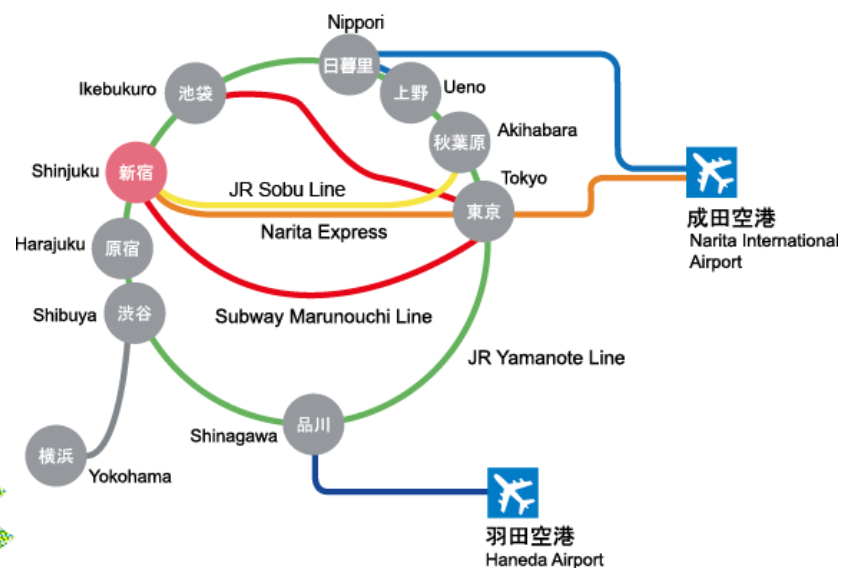 Nippori
日暮里
Ikebukuro
池袋
上野
Ueno
秋葉原
Akihabara
Shinjuku
新宿
JR Sobu Line
Tokyo
東京
Narita Express
成田空港
Narita International
Airport
Harajuku
原宿
Shibuya
渋谷
Subway Marunouchi Line
JR Yamanote Line
Shinagawa
品川
横浜
Yokohama
羽田空港
Haneda Airport